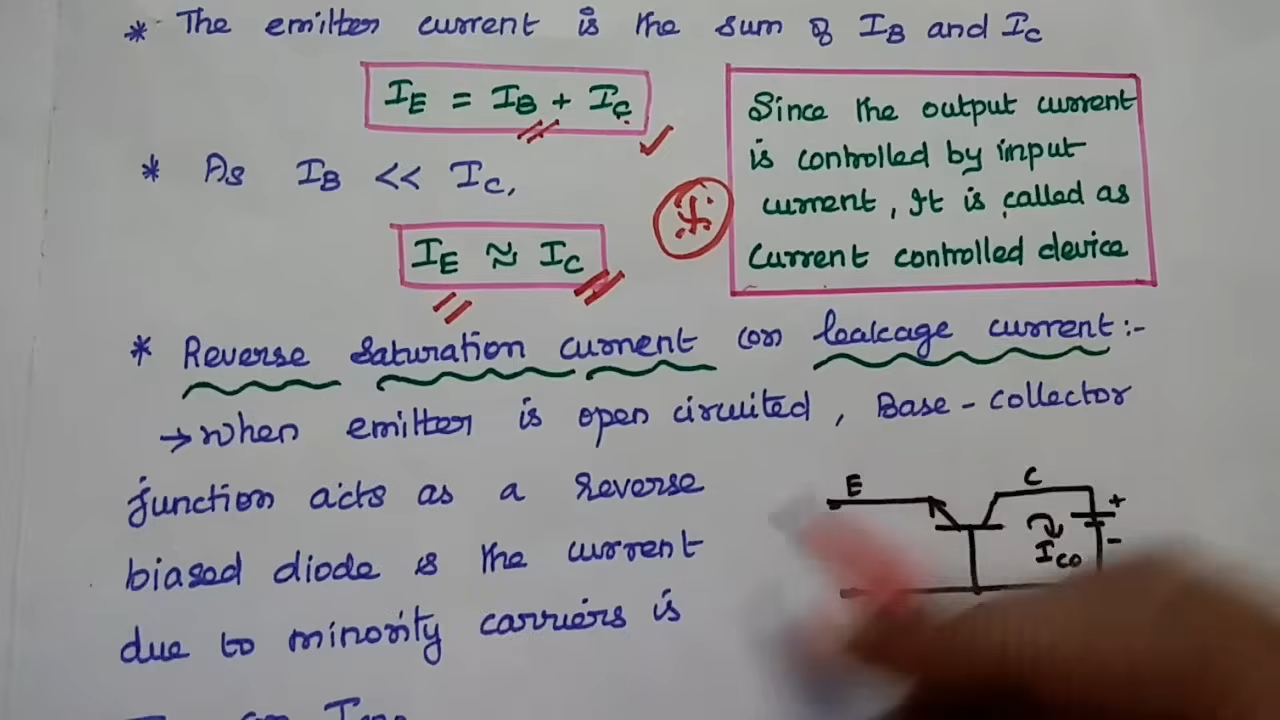 * The emitter current is the sum of IB and IC
IE = IB + IC
* As IB << IC,
IE ≈ IC
Since the output current
is controlled by input
current, It is called as
Current controlled device
* Reverse saturation current (or) leakage current:-
→ when emitter is open circuited, Base-collector
junction acts as a reverse
biased diode & the current
due to minority carriers is
E
C
+
-
ICO